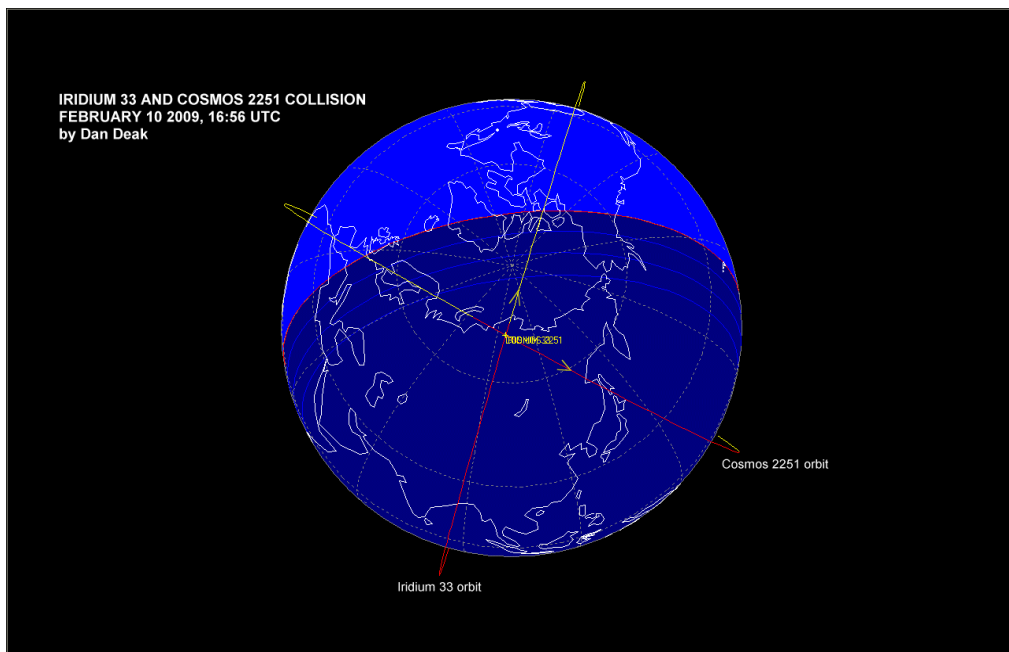 IRIDIUM 33 AND COSMOS 2251 COLLISION
FEBRUARY 10 2009, 16:56 UTC
by Dan Deak
Cosmos 2251 orbit
Iridium 33 orbit